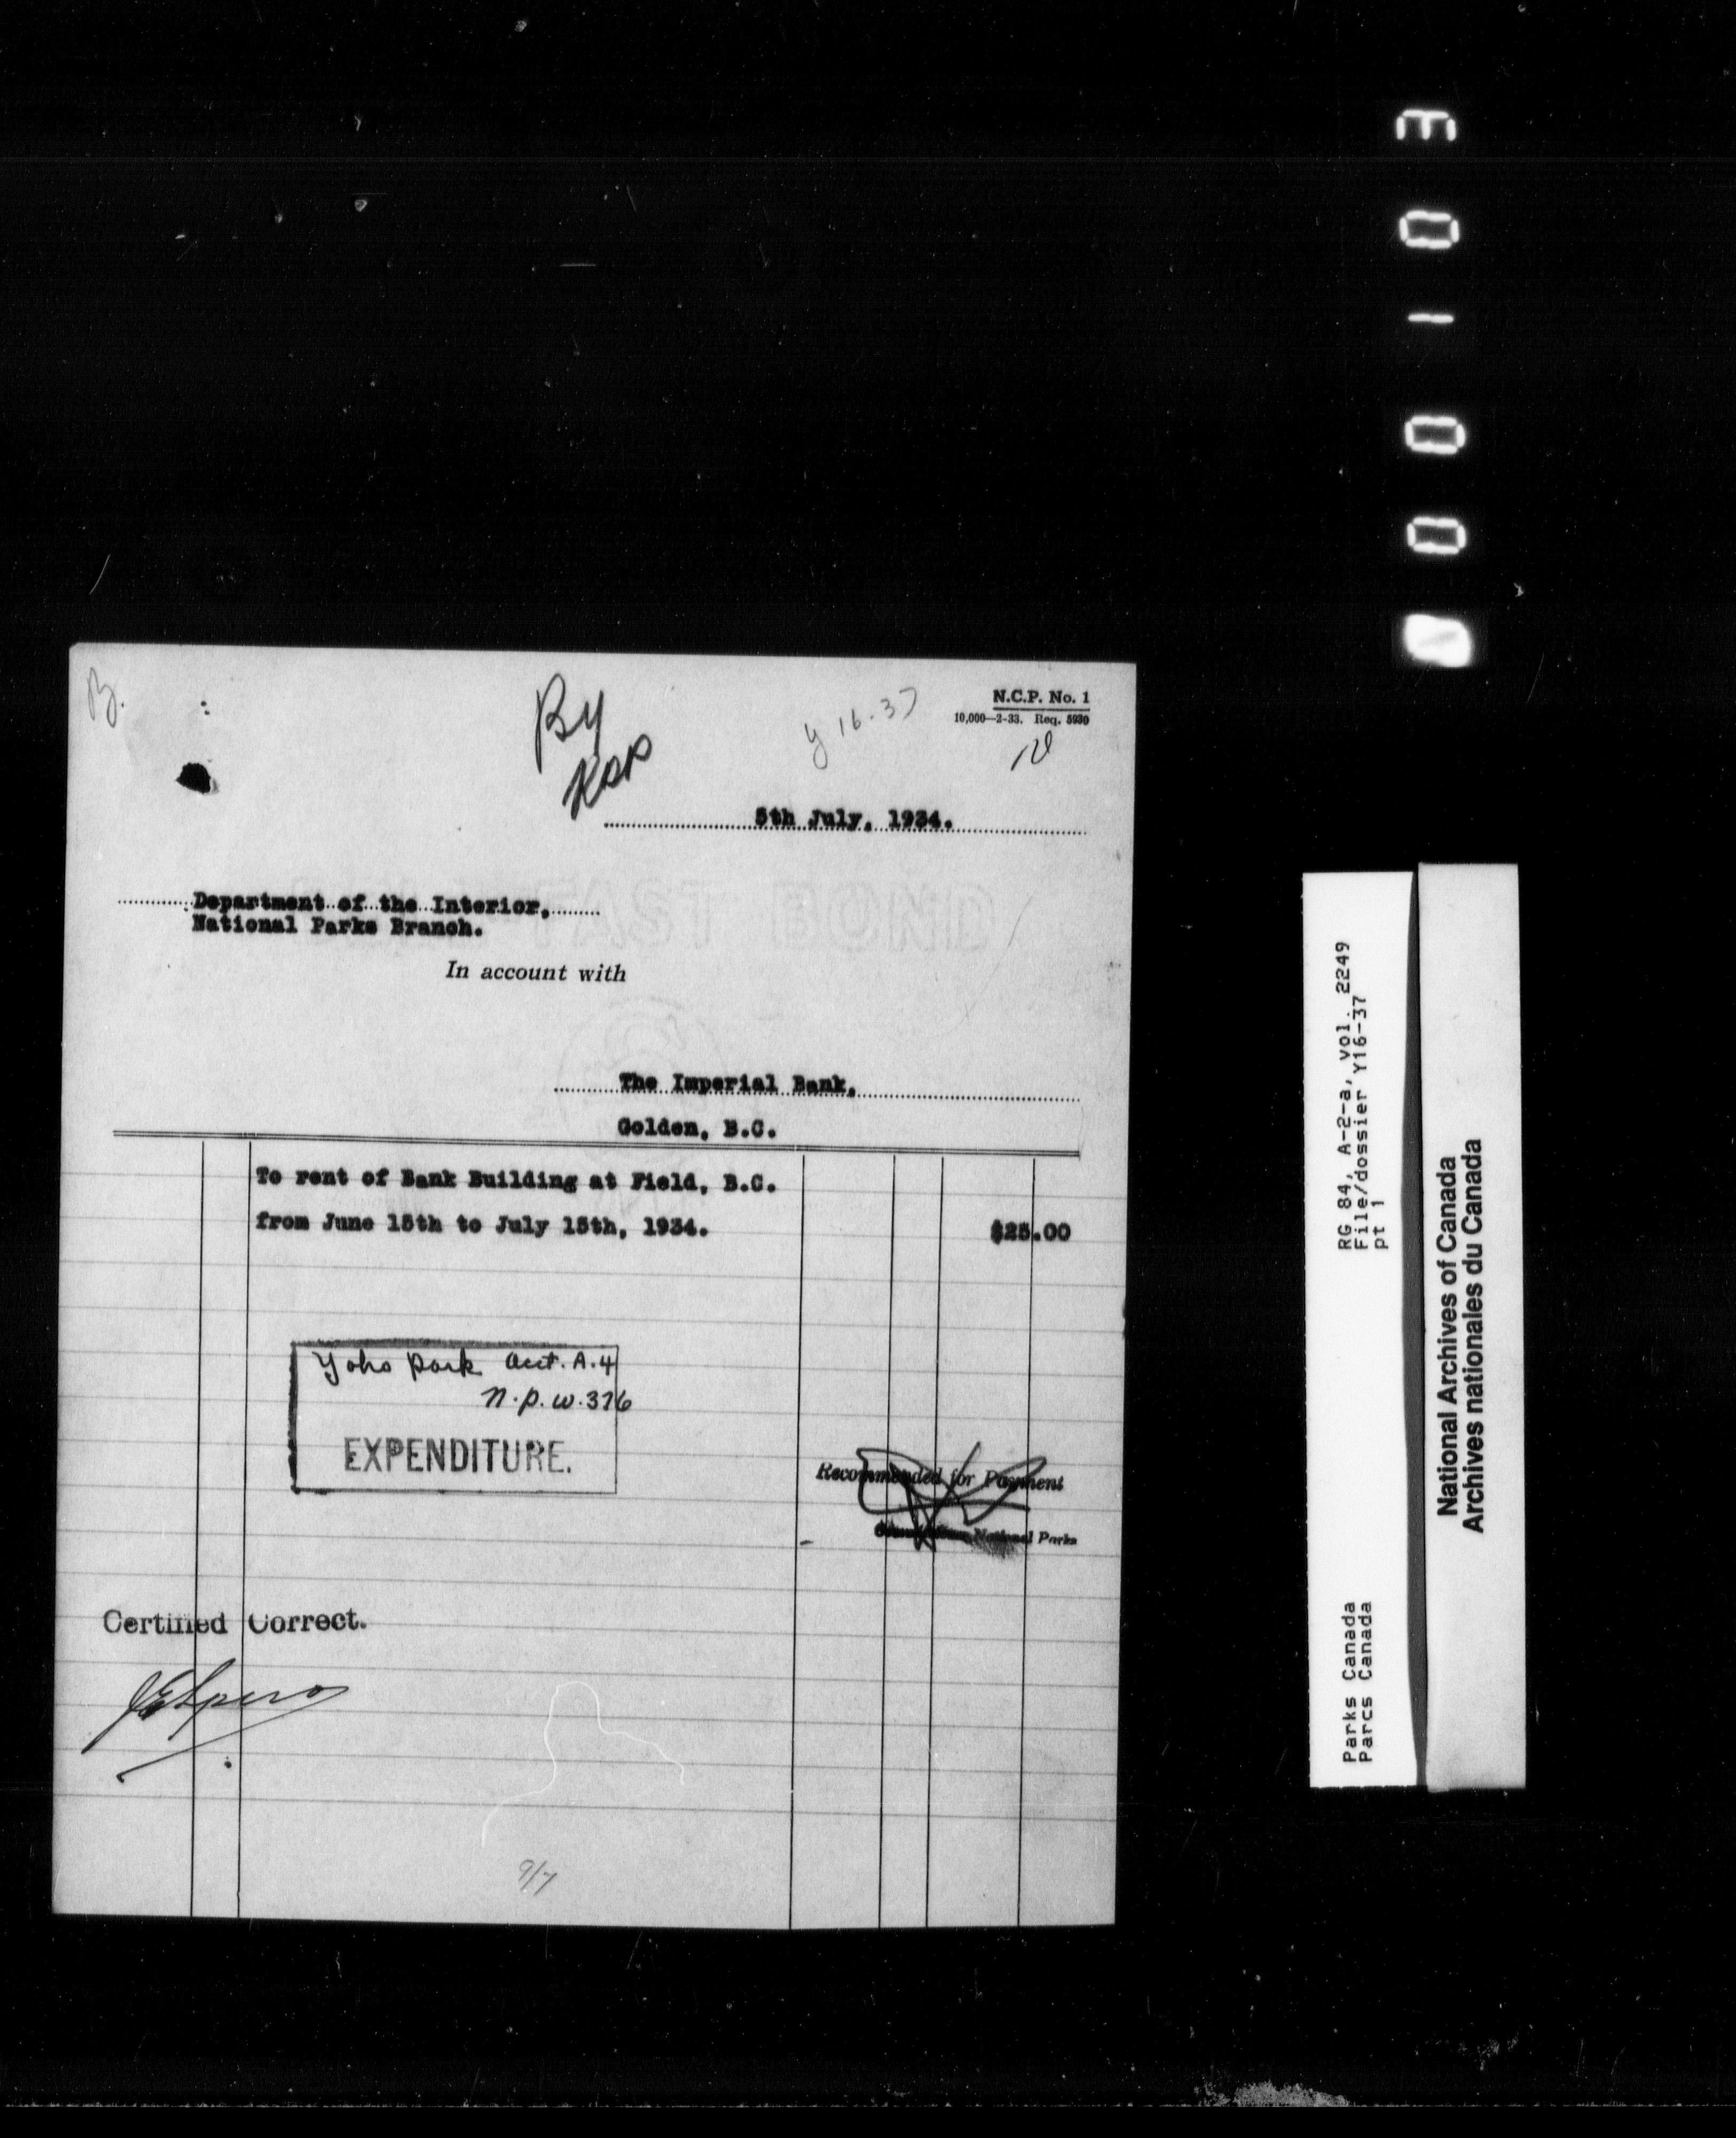 N.C.P. No. 1
10,000—2-33. Req. 5930
By
Y 16-37
5th July, 1934.
Department of the Interior,
National Parks Branch.
In account with
The Imperial Bank,
Golden, B.C.
To rent of Bank Building at Field, B.C.
from June 15th to July 15th, 1934.
$25.00
Yoho Park Acct. A.4
N.P.W. 376
EXPENDITURE.
Recommended for Payment
National Parks
Certified Correct.
JESpero
9/7
RG 84, A-2-a, vol. 2249
File/dossier Y16-37
pt 1
Parks Canada
Parcs Canada
National Archives of Canada
Archives nationales du Canada